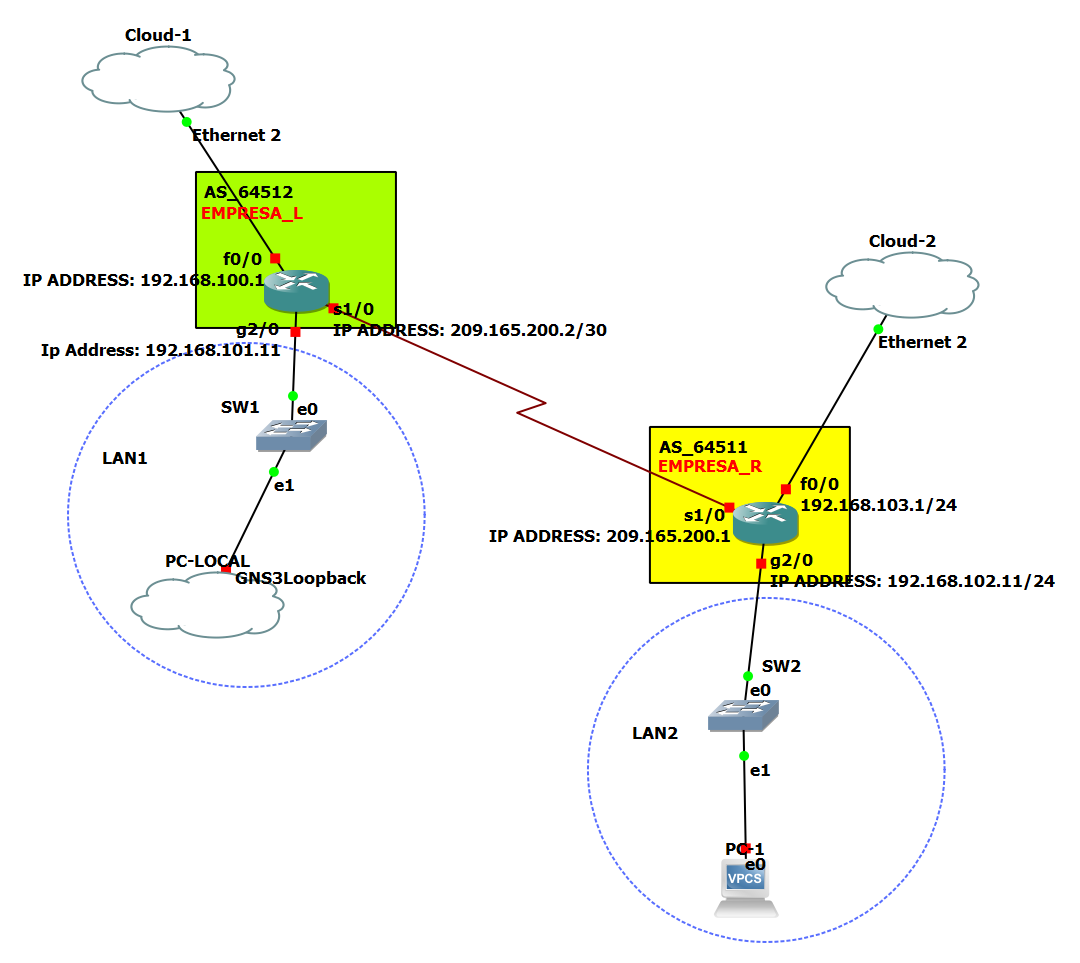 Cloud-1
Ethernet 2
AS_64512
EMPRESA_L
f0/0
IP ADDRESS: 192.168.100.1
s1/0
IP ADDRESS: 209.165.200.2/30
g2/0
Ip Address: 192.168.101.11
SW1
e0
LAN1
e1
PC-LOCAL
GNS3Loopback
Cloud-2
Ethernet 2
AS_64511
EMPRESA_R
f0/0
192.168.103.1/24
s1/0
IP ADDRESS: 209.165.200.1
g2/0
IP ADDRESS: 192.168.102.11/24
SW2
e0
LAN2
e1
PC-1
e0
VPCS